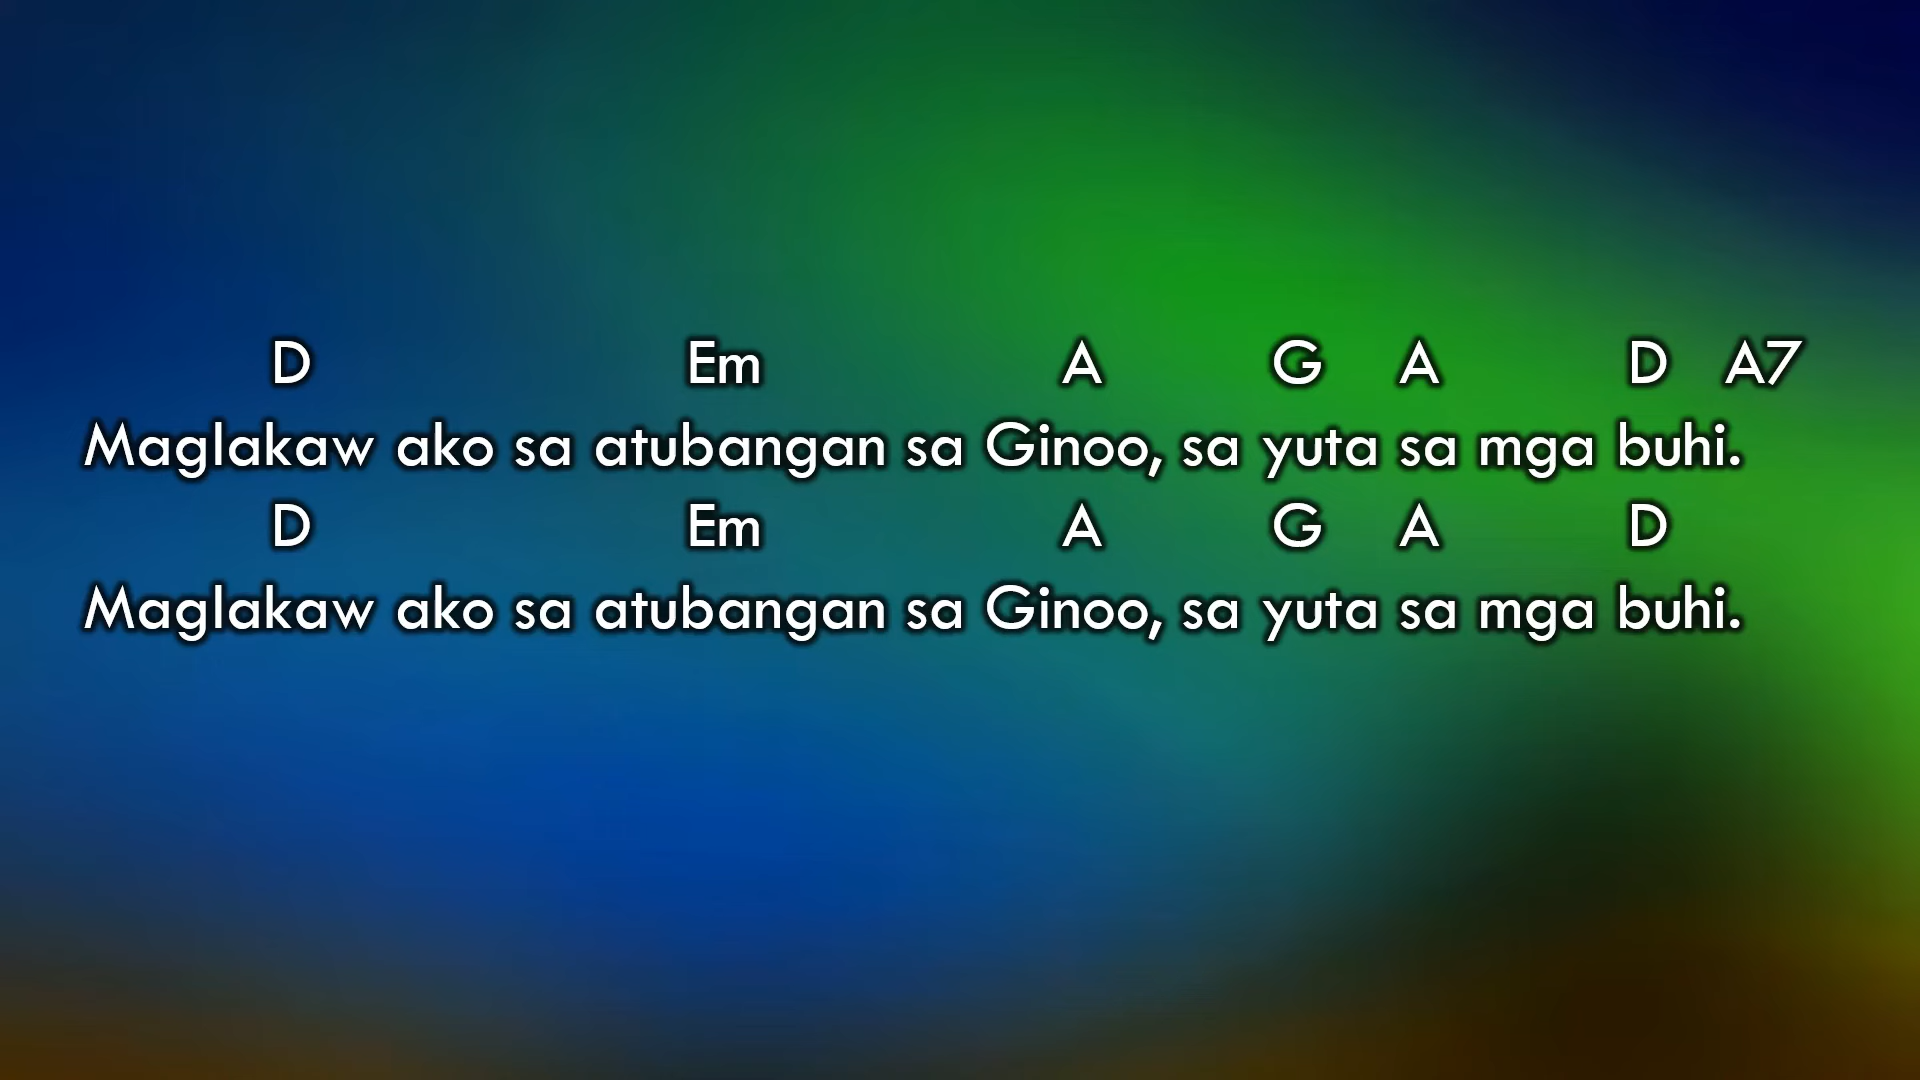 D Em A G A D A7
Maglakaw ako sa atubangan sa Ginoo, sa yuta sa mga buhi.
D Em A G A D
Maglakaw ako sa atubangan sa Ginoo, sa yuta sa mga buhi.